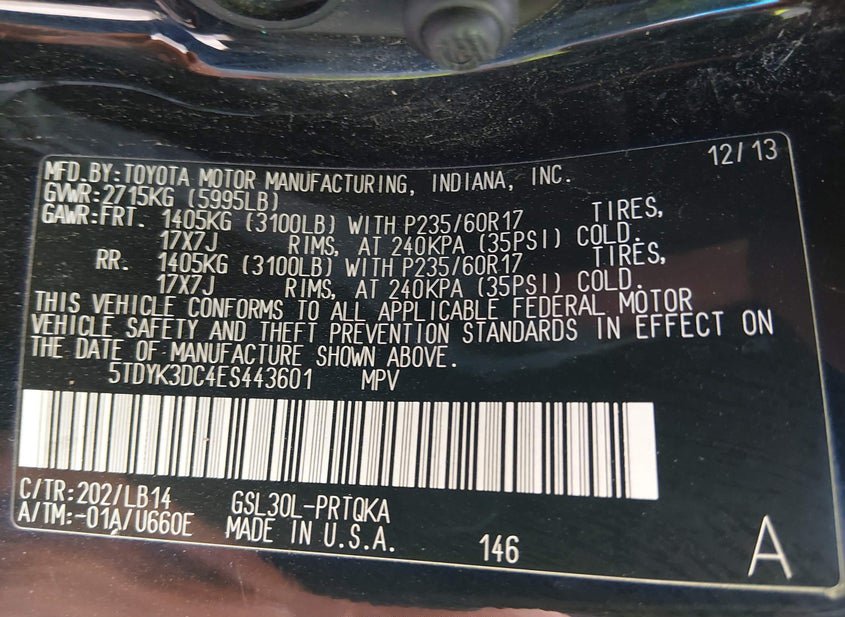 12/13
MFD.BY:TOYOTA MOTOR MANUFACTURING, INDIANA, INC.
GVWR:2715KG (5995LB)
GAWR:FRT. 1405KG (3100LB) WITH P235/60R17 TIRES,
17X7J RIMS, AT 240KPA (35PSI) COLD.
RR. 1405KG (3100LB) WITH P235/60R17 TIRES,
17X7J RIMS, AT 240KPA (35PSI) COLD.
THIS VEHICLE CONFORMS TO ALL APPLICABLE FEDERAL MOTOR
VEHICLE SAFETY AND THEFT PREVENTION STANDARDS IN EFFECT ON
THE DATE OF MANUFACTURE SHOWN ABOVE.
5TDYK3DC4ES443601 MPV
C/TR:202/LB14 GSL30L-PRTQKA
A/TM:-01A/U660E MADE IN U.S.A. 146 A